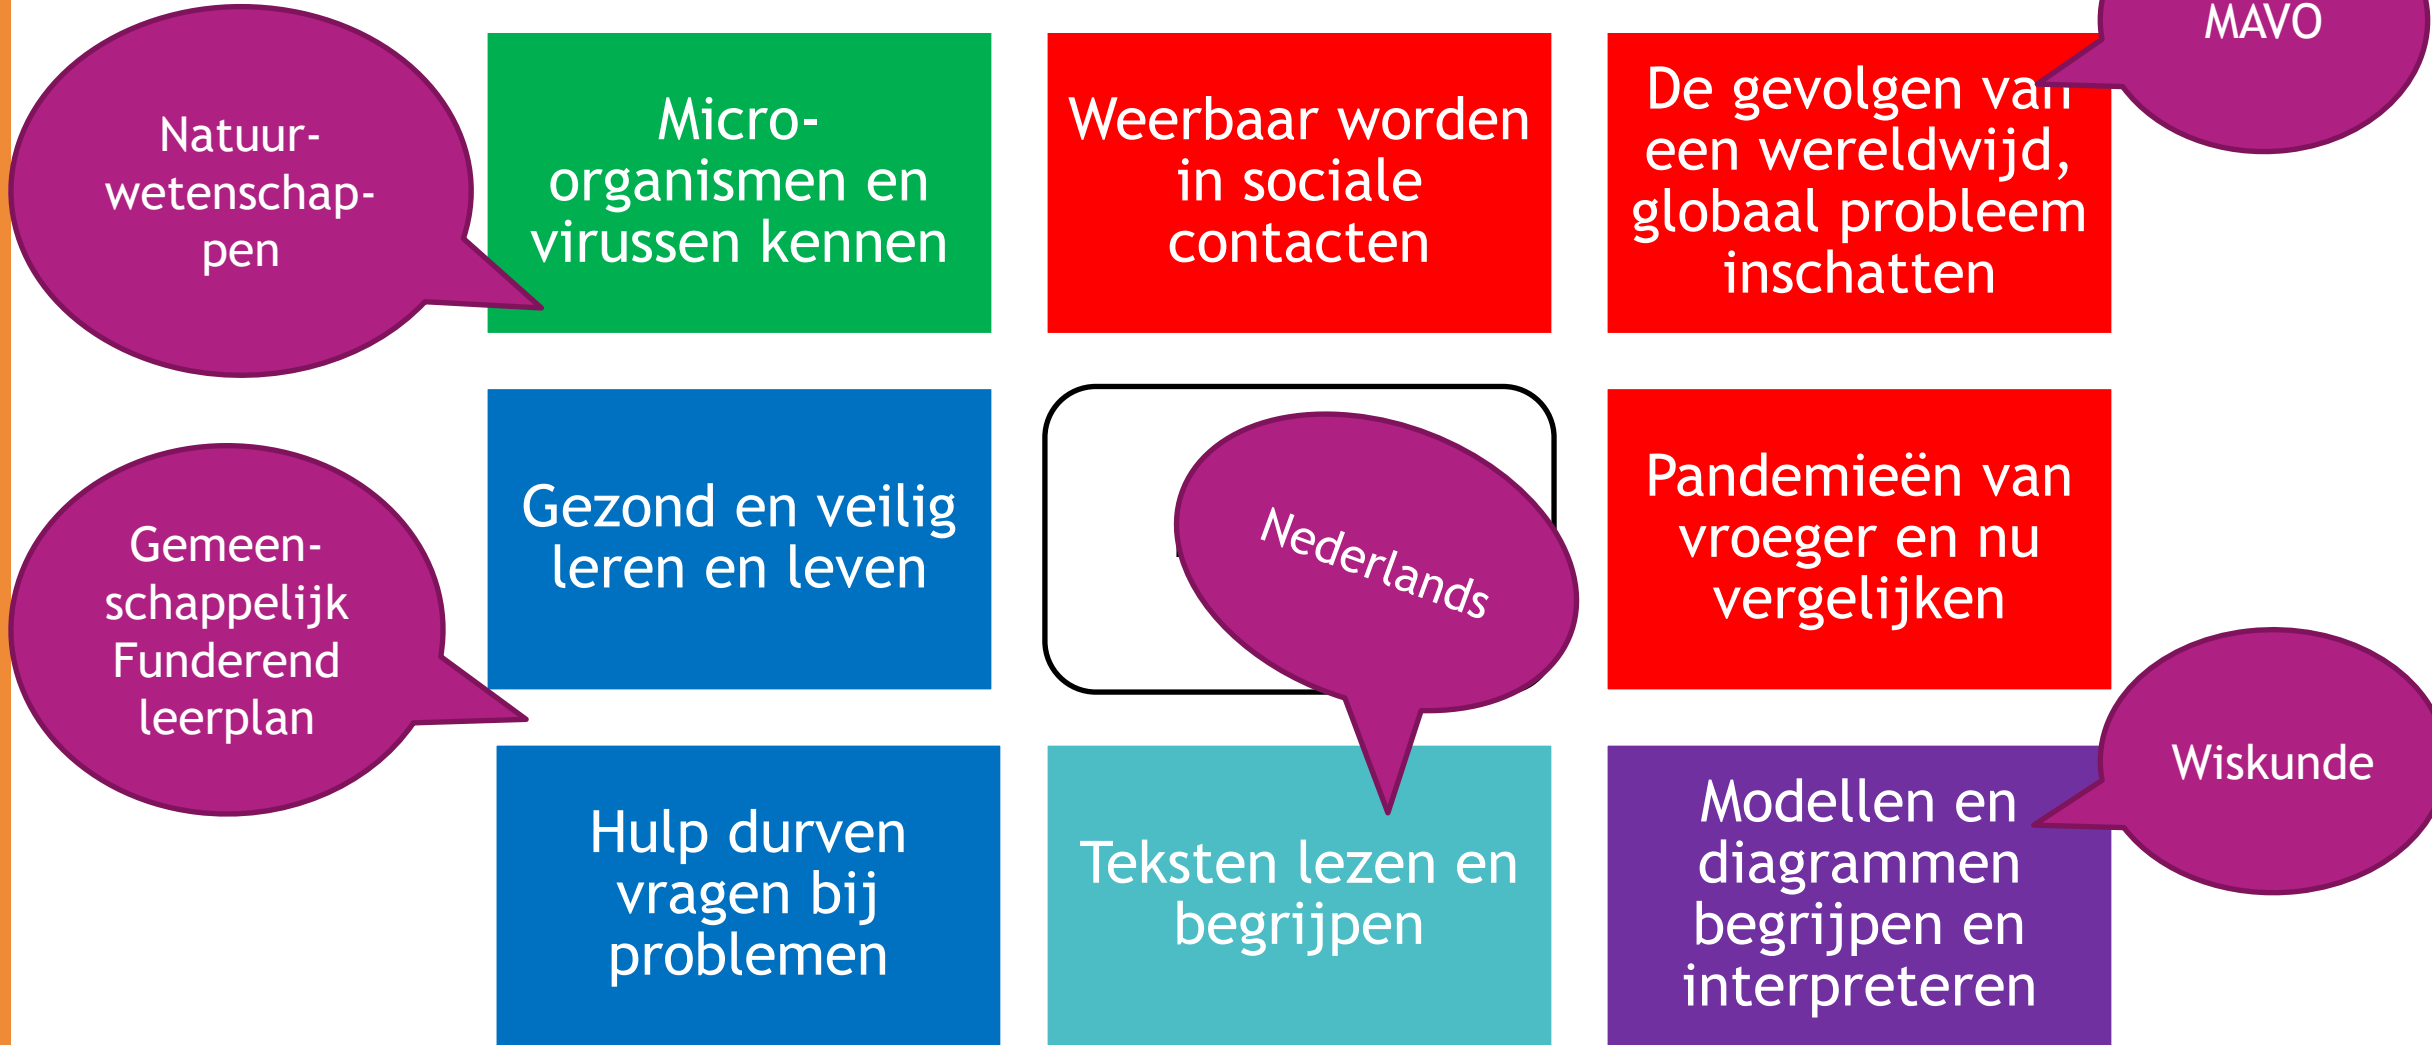 MAVO
Natuur-
wetenschap-
pen
Micro-
organismen en
virussen kennen
Weerbaar worden
in sociale
contacten
De gevolgen van
een wereldwijd,
globaal probleem
inschatten
Gemeen-
schappelijk
Funderend
leerplan
Gezond en veilig
leren en leven
Nederlands
Pandemieën van
vroeger en nu
vergelijken
Hulp durven
vragen bij
problemen
Teksten lezen en
begrijpen
Modellen en
diagrammen
begrijpen en
interpreteren
Wiskunde